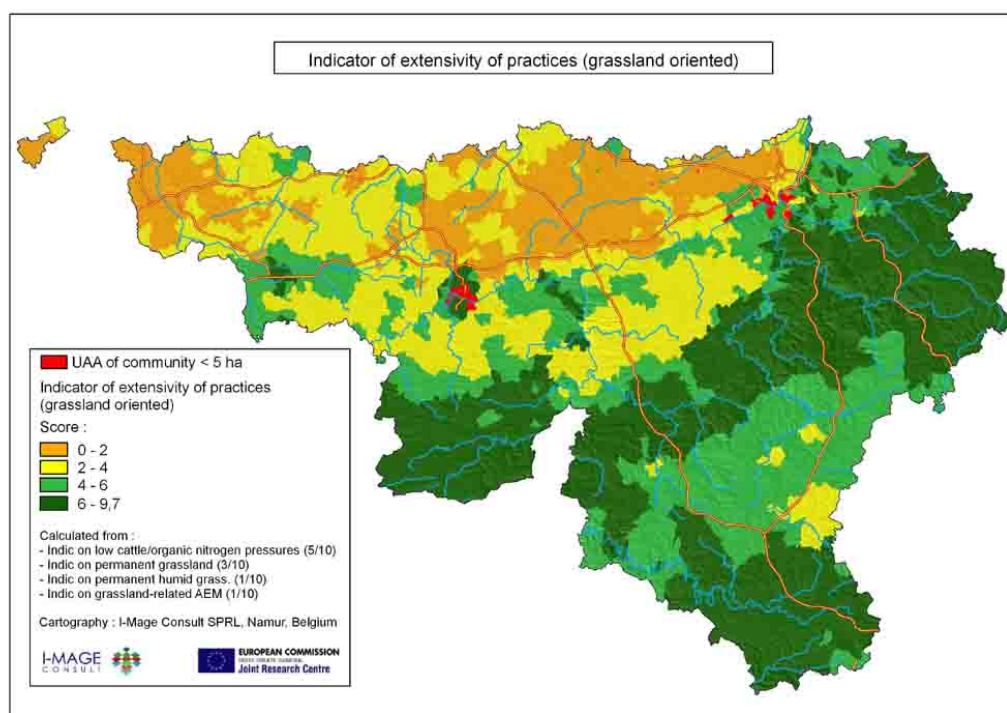 Indicator of extensivity of practices (grassland oriented)
UAA of community < 5 ha
Indicator of extensivity of practices
(grassland oriented)
Score :
0 - 2
2 - 4
4 - 6
6 - 9,7
Calculated from :
- Indic on low cattle/organic nitrogen pressures (5/10)
- Indic on permanent grassland (3/10)
- Indic on permanent humid grass. (1/10)
- Indic on grassland-related AEM (1/10)
Cartography : I-Mage Consult SPRL, Namur, Belgium
I-MAGE
CONSULT
EUROPEAN COMMISSION
Joint Research Centre